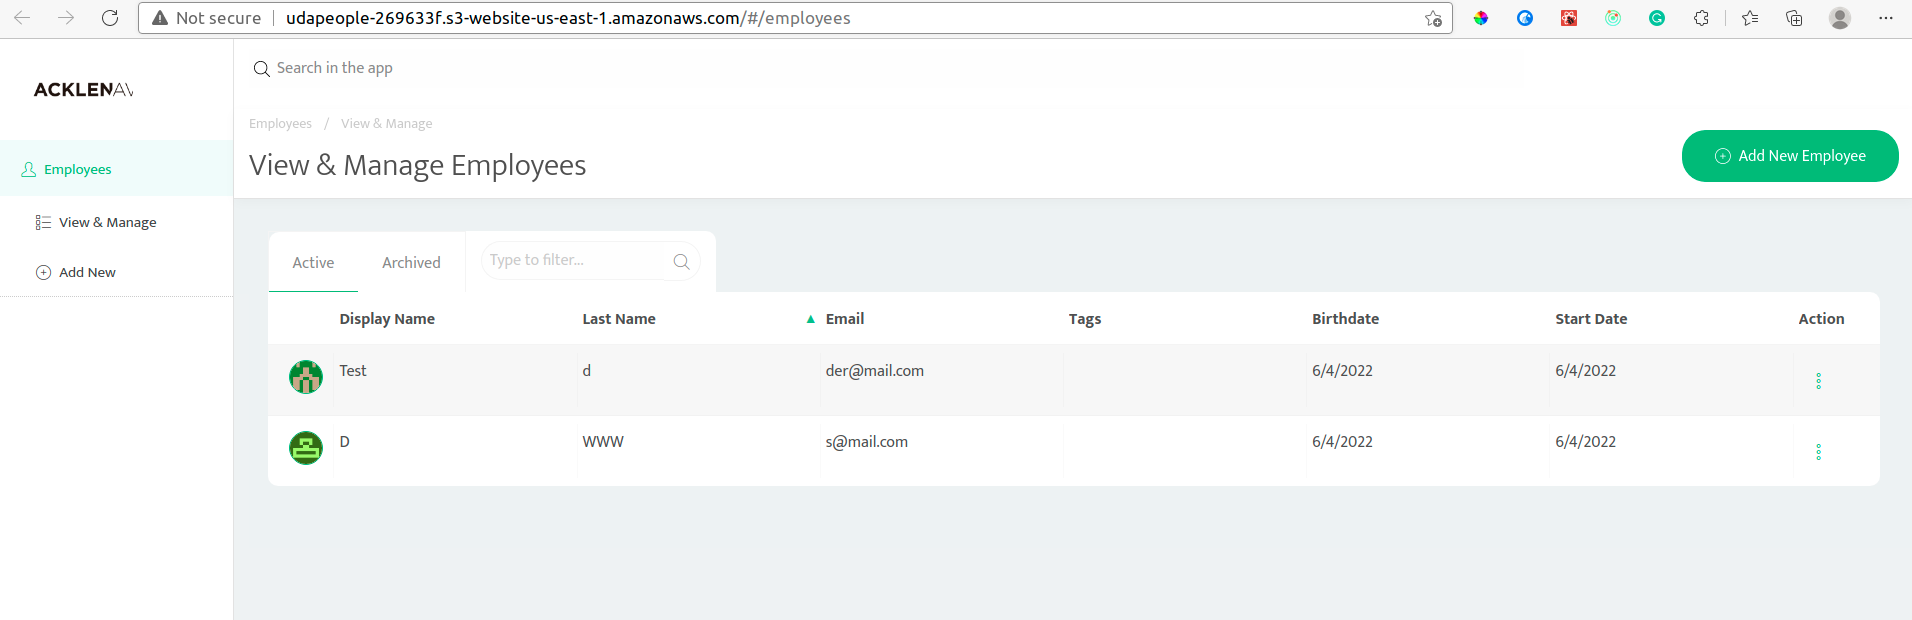 Not secure | udapeople-269633f.s3-website-us-east-1.amazonaws.com/#/employees
ACKLENAV
Search in the app
Employees / View & Manage
View & Manage Employees
Add New Employee
Employees
View & Manage
Add New
Active Archived Type to filter...
Display Name Last Name ▲ Email Tags Birthdate Start Date Action
Test d der@mail.com 6/4/2022 6/4/2022
D WWW s@mail.com 6/4/2022 6/4/2022